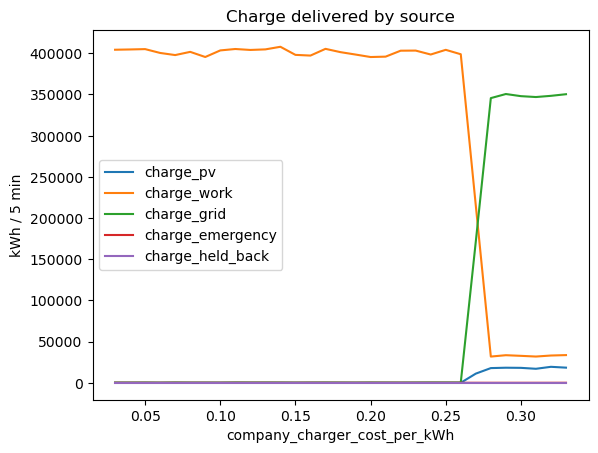 Charge delivered by source
kWh / 5 min
400000
350000
300000
250000
200000
150000
100000
50000
0
charge_pv
charge_work
charge_grid
charge_emergency
charge_held_back
0.05 0.10 0.15 0.20 0.25 0.30
company_charger_cost_per_kWh